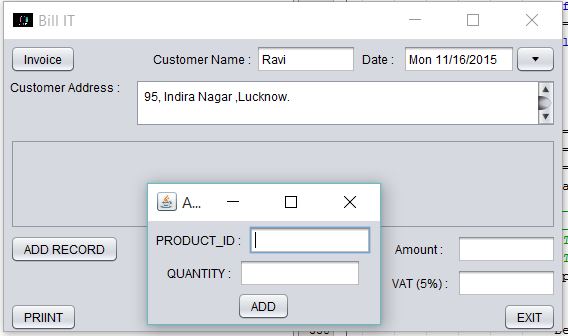 Bill IT
Invoice Customer Name : Ravi Date : Mon 11/16/2015
Customer Address : 95, Indira Nagar ,Lucknow.
A...
PRODUCT_ID :
QUANTITY :
ADD
ADD RECORD
Amount :
VAT (5%) :
PRIINT
EXIT